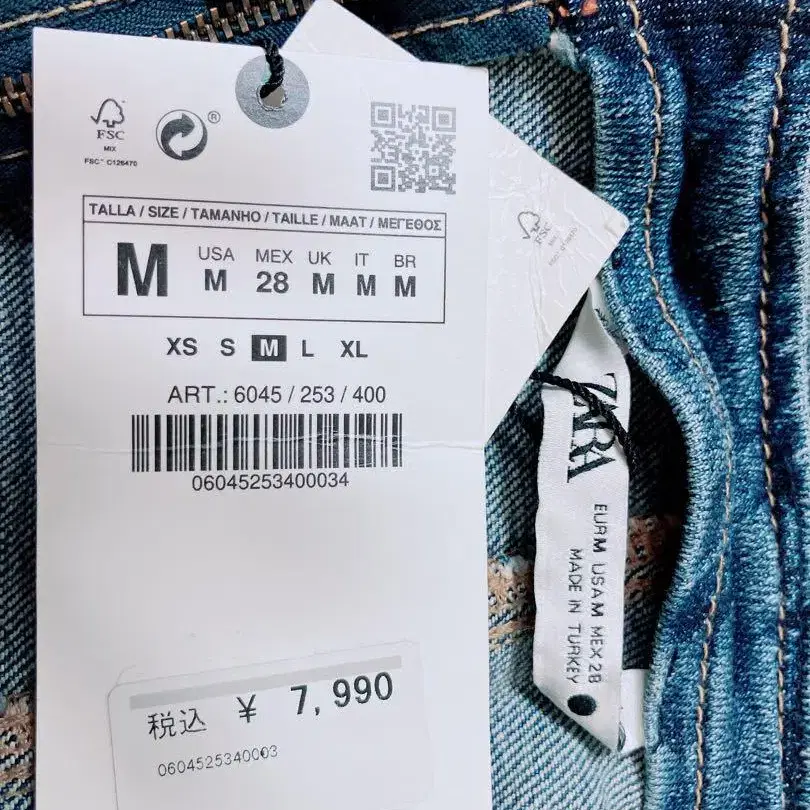 FSC
MIX
FSC™ C126470
®
TALLA / SIZE / TAMANHO / TAILLE / MAAT / ΜΕΓΕΘΟΣ
M
USA MEX UK IT BR
M 28 M M M
XS S M L XL
ART.: 6045 / 253 / 400
06045253400034
税込 ¥ 7,990
0604525340003
FSC
ZARA
EUR M USA M MEX 28
MADE IN TURKEY